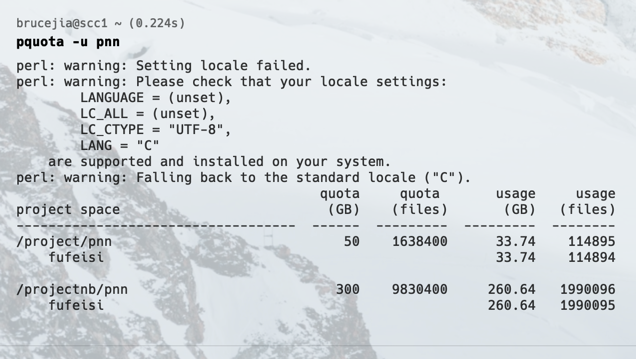 brucejia@scc1 ~ (0.224s)
pquota -u pnn
perl: warning: Setting locale failed.
perl: warning: Please check that your locale settings:
        LANGUAGE = (unset),
        LC_ALL = (unset),
        LC_CTYPE = "UTF-8",
        LANG = "C"
    are supported and installed on your system.
perl: warning: Falling back to the standard locale ("C").
                                    quota     quota       usage     usage
project space                        (GB)    (files)       (GB)   (files)
----------------------------------- ------ --------- --------- --------
/project/pnn                           50   1638400       33.74    114895
    fufeisi                                               33.74    114894
/projectnb/pnn                        300   9830400      260.64   1990096
    fufeisi                                              260.64   1990095